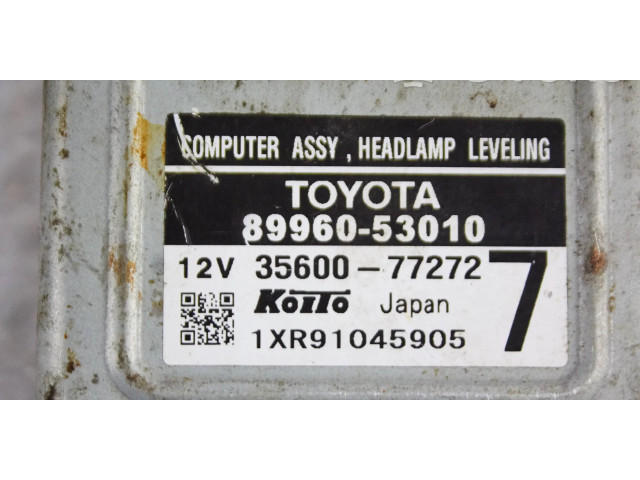 COMPUTER ASSY , HEADLAMP LEVELING
TOYOTA
89960-53010
12V 35600-77272 7
KOITO Japan
1XR91045905